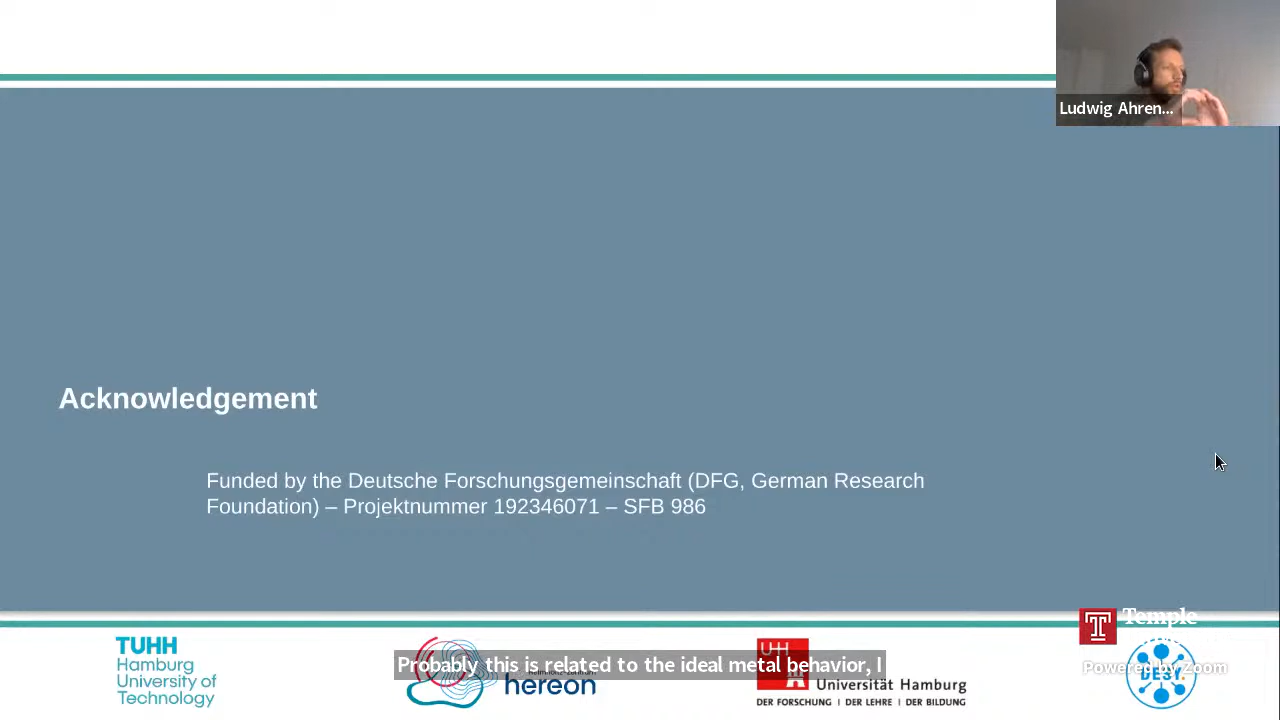 Ludwig Ahren...
Acknowledgement
Funded by the Deutsche Forschungsgemeinschaft (DFG, German Research
Foundation) – Projektnummer 192346071 – SFB 986
Temple
TUHH
Hamburg
University of
Technology
Probably this is related to the ideal metal behavior, I
hereon
UHH
Universität Hamburg
DER FORSCHUNG | DER LEHRE | DER BILDUNG
Powered by Zoom
DESY.